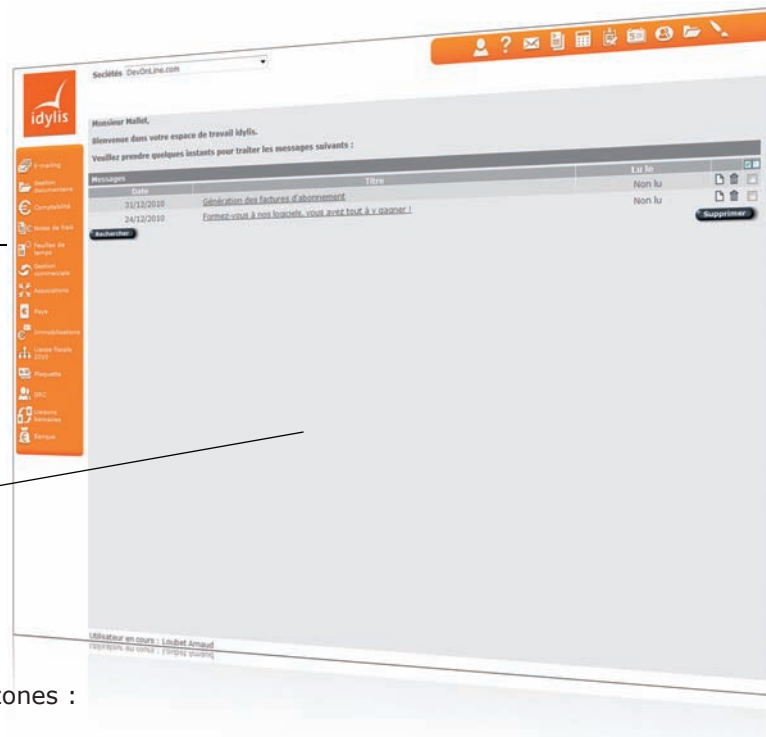 Sociétés DevOnLine.com
idylis
Monsieur Mallet,
Bienvenue dans votre espace de travail idylis.
Veuillez prendre quelques instants pour traiter les messages suivants :
Messages
Date Titre Lu le
31/12/2010 Génération des factures d'abonnement Non lu
24/12/2010 Formez-vous à nos logiciels, vous avez tout à y gagner ! Non lu
Rechercher
Supprimer
E-mailing
Gestion
documentaire
Comptabilité
Notes de frais
Feuilles de
temps
Gestion
commerciale
Associations
Paye
Immobilisations
Liasse fiscale
2010
Plaquette
GRC
Liaisons
bancaires
Banque
Utilisateur en cours : Loubet Arnaud
zones :